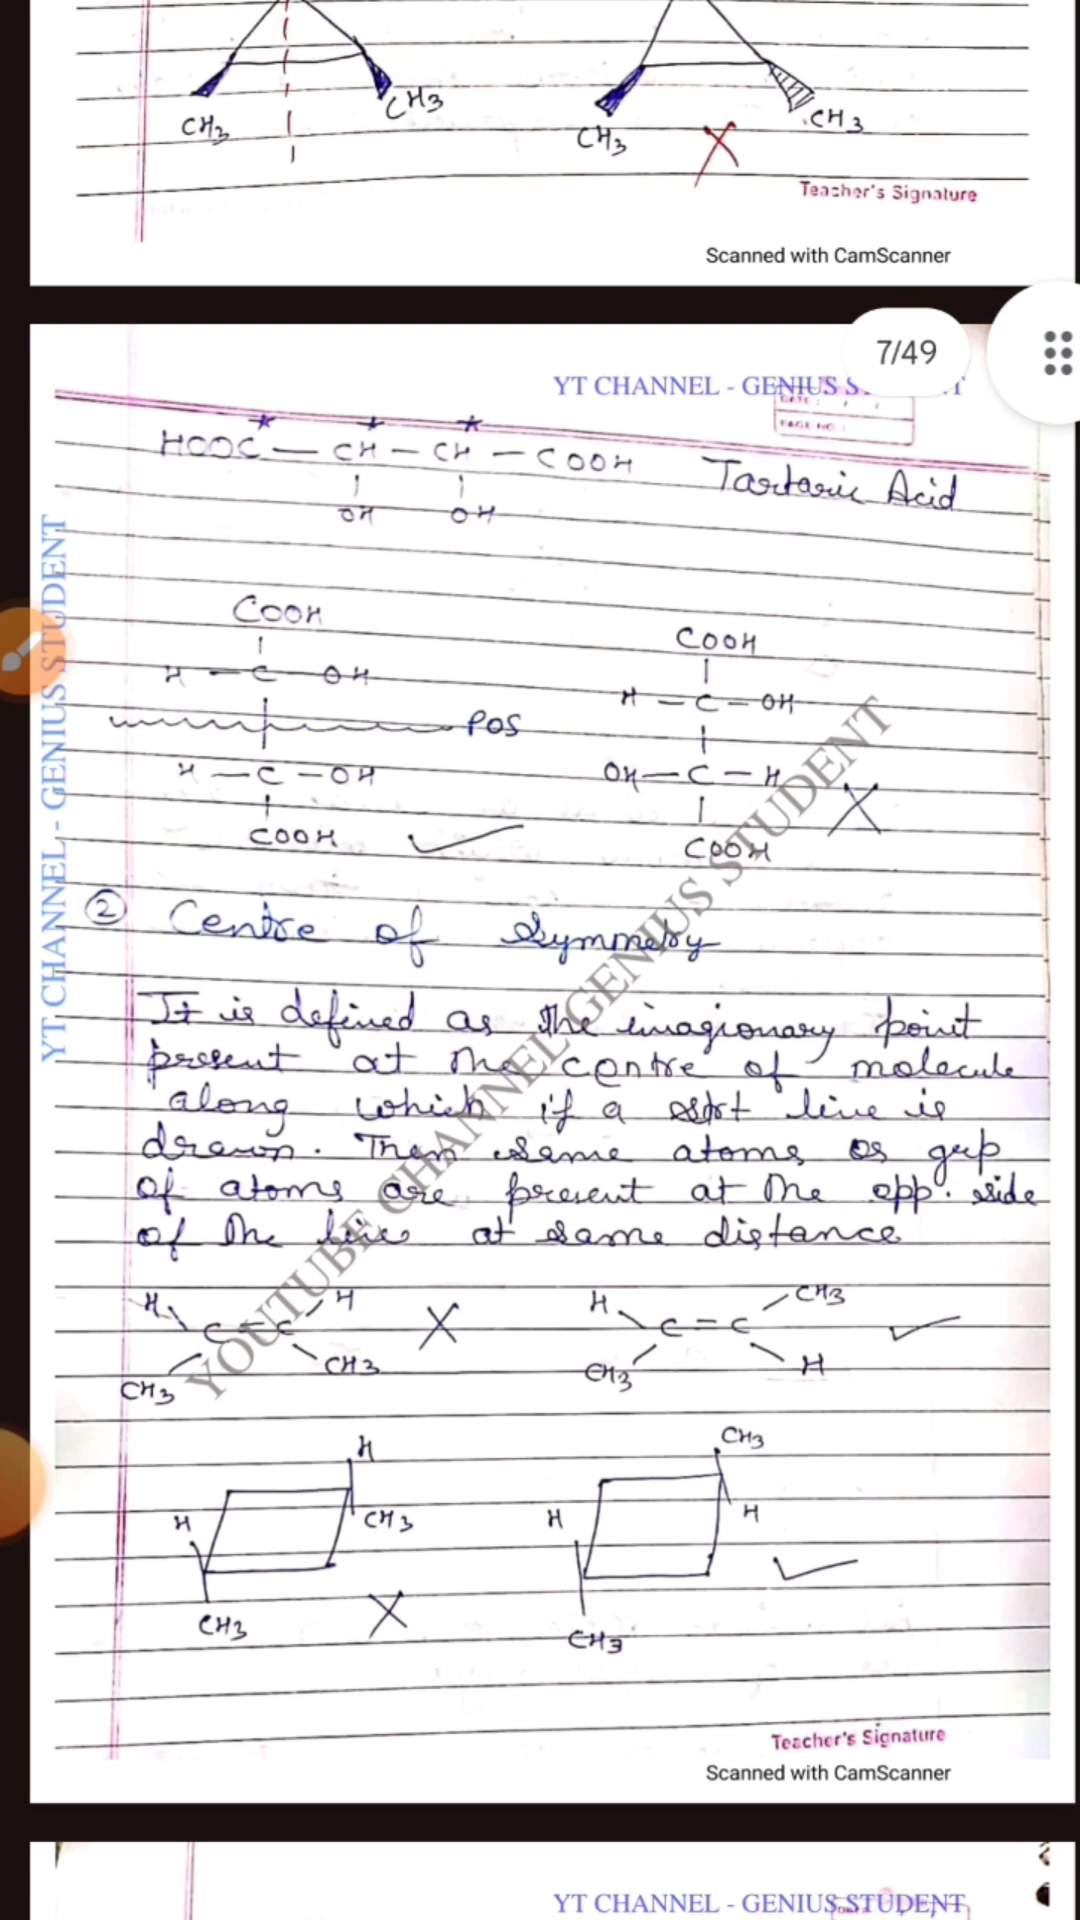 CH3
CH3
CH3
CH3
Teacher's Signature
Scanned with CamScanner
7/49
YT CHANNEL - GENIUS S T
DATE :
PAGE NO :
HOOC — CH — CH — COOH Tartaric Acid
OH OH
COOH
H — C — OH
POS
H — C — OH
COOH
COOH
H — C — OH
OH — C — H
COOH
YT CHANNEL - GENIUS STUDENT
② Centre of Symmetry
It is defined as the imagionary point
present at the centre of molecule
along which if a strt line is
drawn. Then same atoms or grp
of atoms are present at the opp. side
of the line at same distance
YOUTUBE CHANNEL - GENIUS STUDENT
H H
C = C
CH3 CH3
H CH3
C = C
CH3 H
H
H CH3
CH3
CH3
H H
CH3
Teacher's Signature
Scanned with CamScanner
YT CHANNEL - GENIUS STUDENT